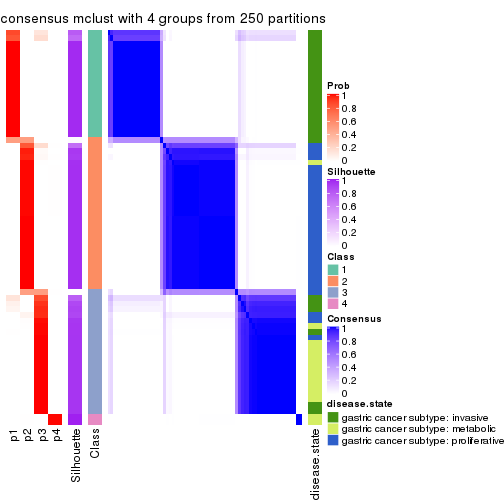 consensus mclust with 4 groups from 250 partitions
Prob
1
0.8
0.6
0.4
0.2
0
Silhouette
1
0.8
0.6
0.4
0.2
0
Class
1
2
3
4
Consensus
1
0.8
0.6
0.4
0.2
0
disease.state
gastric cancer subtype: invasive
gastric cancer subtype: metabolic
gastric cancer subtype: proliferative
p1
p2
p3
p4
Silhouette
Class
disease.state